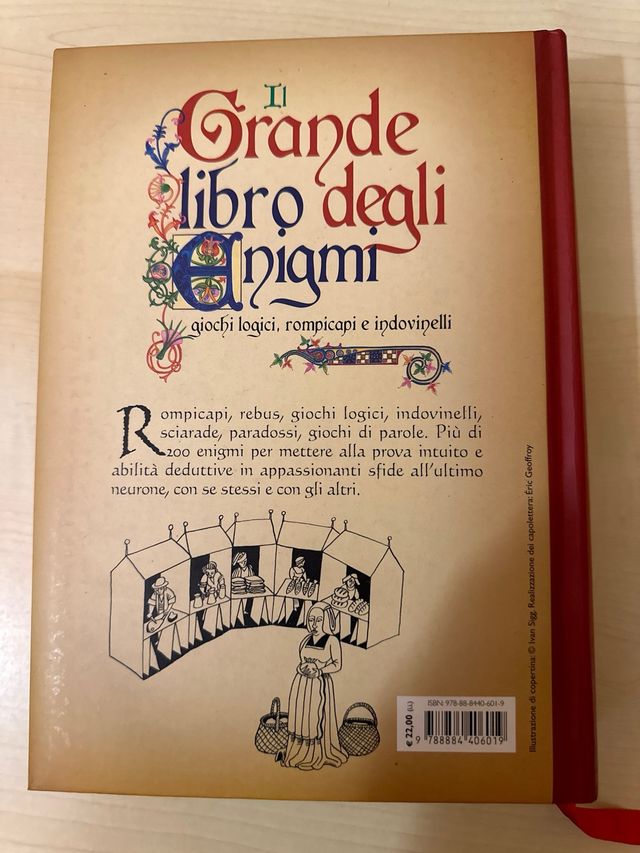 Il
Grande
libro degli
Enigmi
giochi logici, rompicapi e indovinelli
Rompicapi, rebus, giochi logici, indovinelli,
sciarade, paradossi, giochi di parole. Più di
200 enigmi per mettere alla prova intuito e
abilità deduttive in appassionanti sfide all'ultimo
neurone, con se stessi e con gli altri.
Illustrazione di copertina: © Ivan Sigg. Realizzazione dei capolettera: Éric Geoffroy
ISBN: 978-88-8440-601-9
€ 22,00 (i.i.)
9 788884 406019